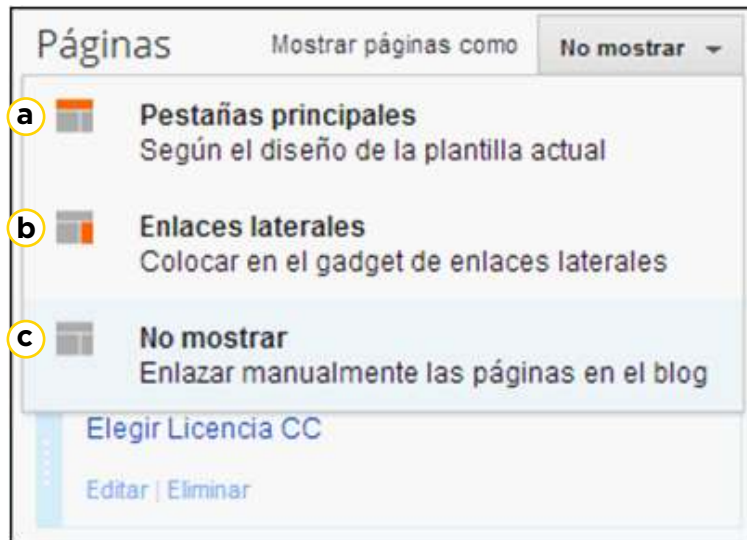 Páginas Mostrar páginas como No mostrar
a Pestañas principales
Según el diseño de la plantilla actual
b Enlaces laterales
Colocar en el gadget de enlaces laterales
c No mostrar
Enlazar manualmente las páginas en el blog
Elegir Licencia CC
Editar | Eliminar